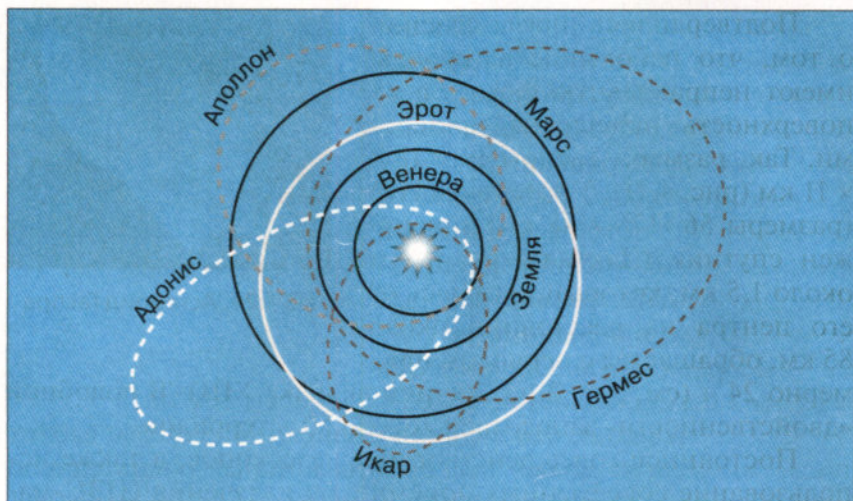 Аполлон
Эрот
Марс
Венера
Земля
Адонис
Гермес
Икар